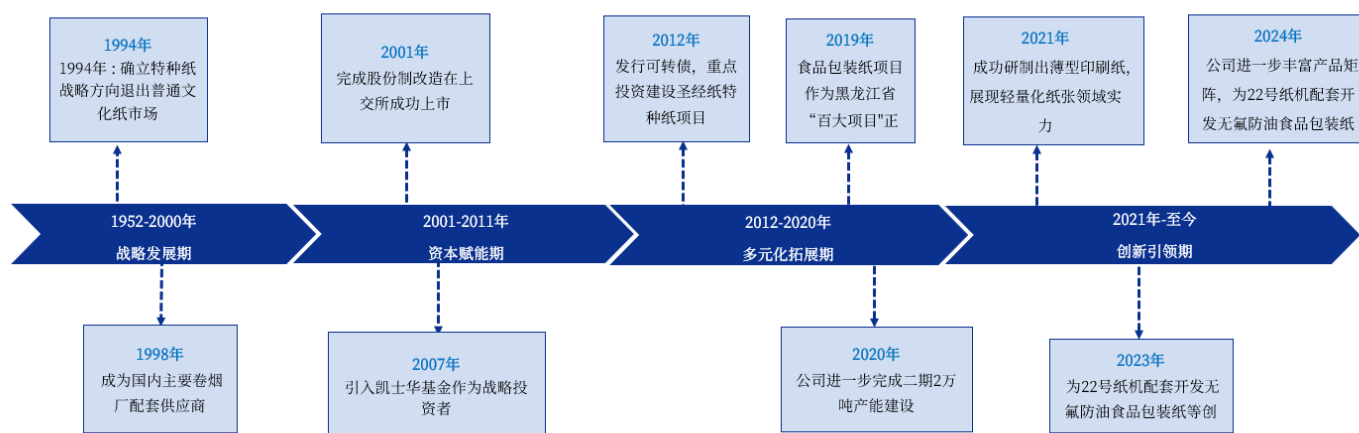 1994年
1994年：确立特种纸
战略方向退出普通文
化纸市场
2001年
完成股份制改造在上
交所成功上市
2012年
发行可转债，重点
投资建设圣经纸特
种纸项目
2019年
食品包装纸项目
作为黑龙江省
“百大项目"正
2021年
成功研制出薄型印刷纸，
展现轻量化纸张领域实
力
2024年
公司进一步丰富产品矩
阵，为22号纸机配套开
发无氟防油食品包装纸
1952-2000年
战略发展期
2001-2011年
资本赋能期
2012-2020年
多元化拓展期
2021年-至今
创新引领期
1998年
成为国内主要卷烟
厂配套供应商
2007年
引入凯士华基金作为战略投
资者
2020年
公司进一步完成二期2万
吨产能建设
2023年
为22号纸机配套开发无
氟防油食品包装纸等创